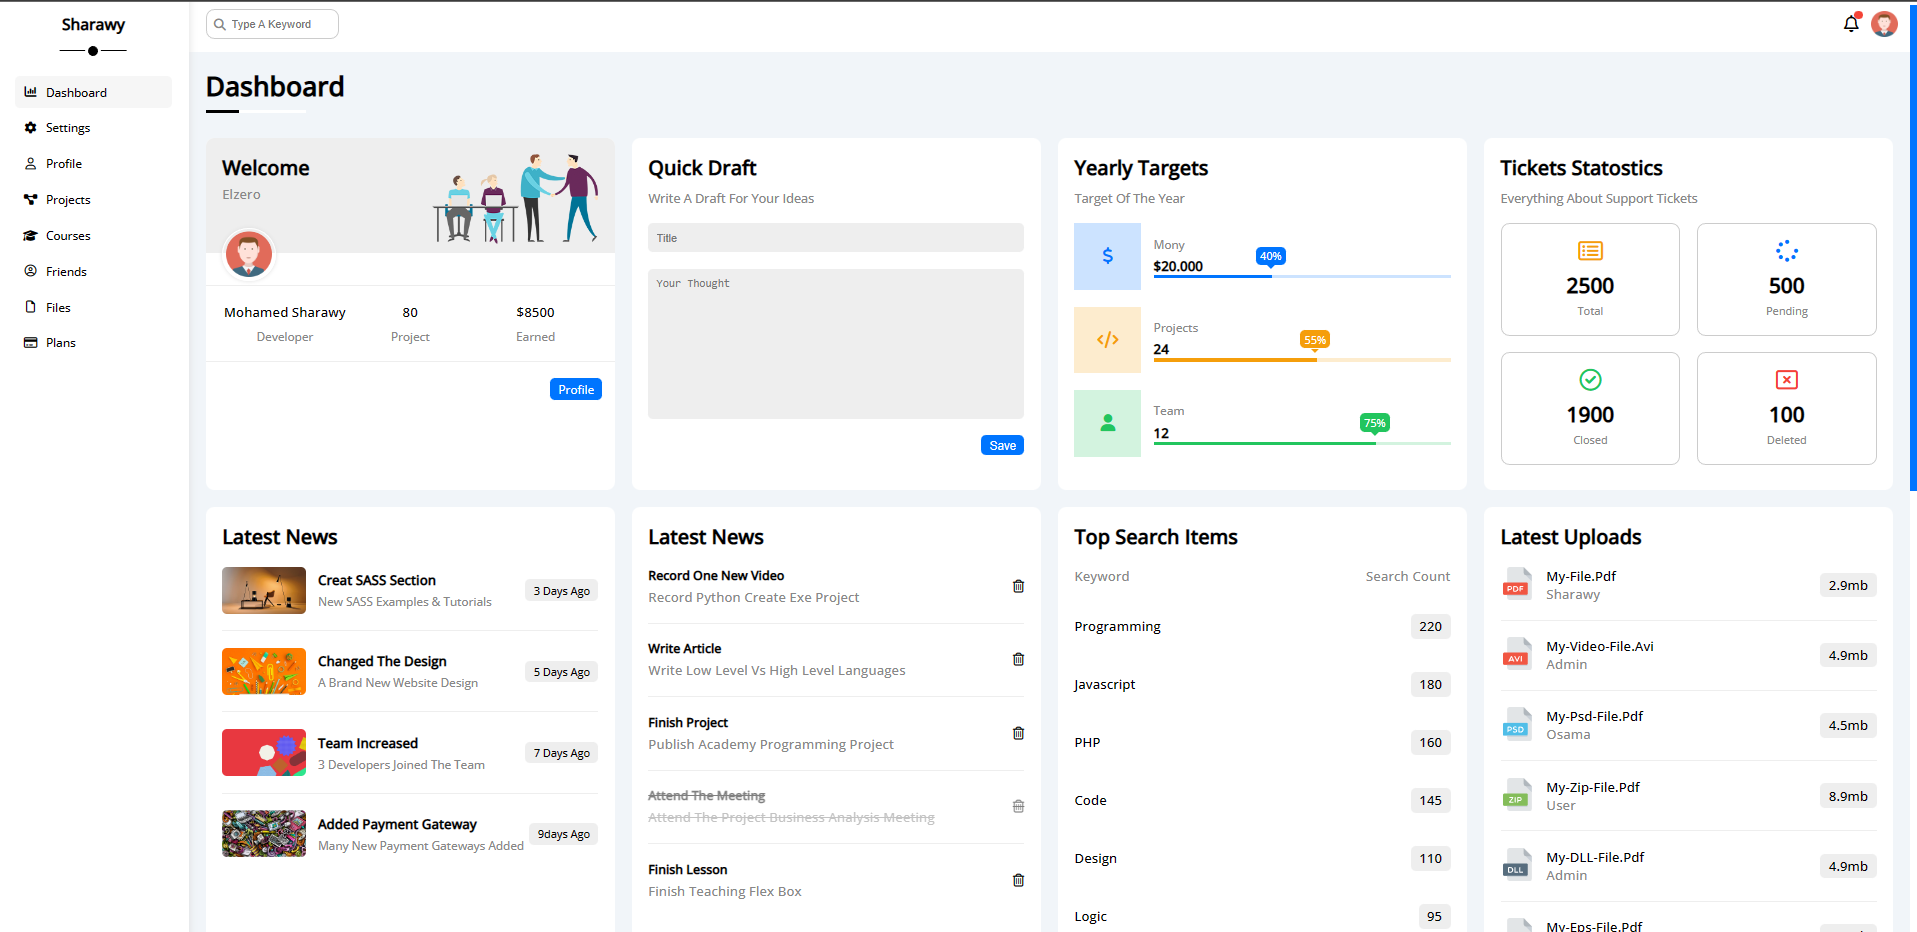 Sharawy
Type A Keyword
Dashboard
Settings
Profile
Projects
Courses
Friends
Files
Plans
Dashboard
Welcome
Elzero
Mohamed Sharawy
Developer
80
Project
$8500
Earned
Profile
Quick Draft
Write A Draft For Your Ideas
Title
Your Thought
Save
Yearly Targets
Target Of The Year
Mony
$20.000
40%
Projects
24
55%
Team
12
75%
Tickets Statostics
Everything About Support Tickets
2500
Total
500
Pending
1900
Closed
100
Deleted
Latest News
Creat SASS Section
New SASS Examples & Tutorials
3 Days Ago
Changed The Design
A Brand New Website Design
5 Days Ago
Team Increased
3 Developers Joined The Team
7 Days Ago
Added Payment Gateway
Many New Payment Gateways Added
9days Ago
Latest News
Record One New Video
Record Python Create Exe Project
Write Article
Write Low Level Vs High Level Languages
Finish Project
Publish Academy Programming Project
Attend The Meeting
Attend The Project Business Analysis Meeting
Finish Lesson
Finish Teaching Flex Box
Top Search Items
Keyword Search Count
Programming 220
Javascript 180
PHP 160
Code 145
Design 110
Logic 95
Latest Uploads
PDF
My-File.Pdf
Sharawy
2.9mb
AVI
My-Video-File.Avi
Admin
4.9mb
PSD
My-Psd-File.Pdf
Osama
4.5mb
ZIP
My-Zip-File.Pdf
User
8.9mb
DLL
My-DLL-File.Pdf
Admin
4.9mb
My-Eps-File.Pdf